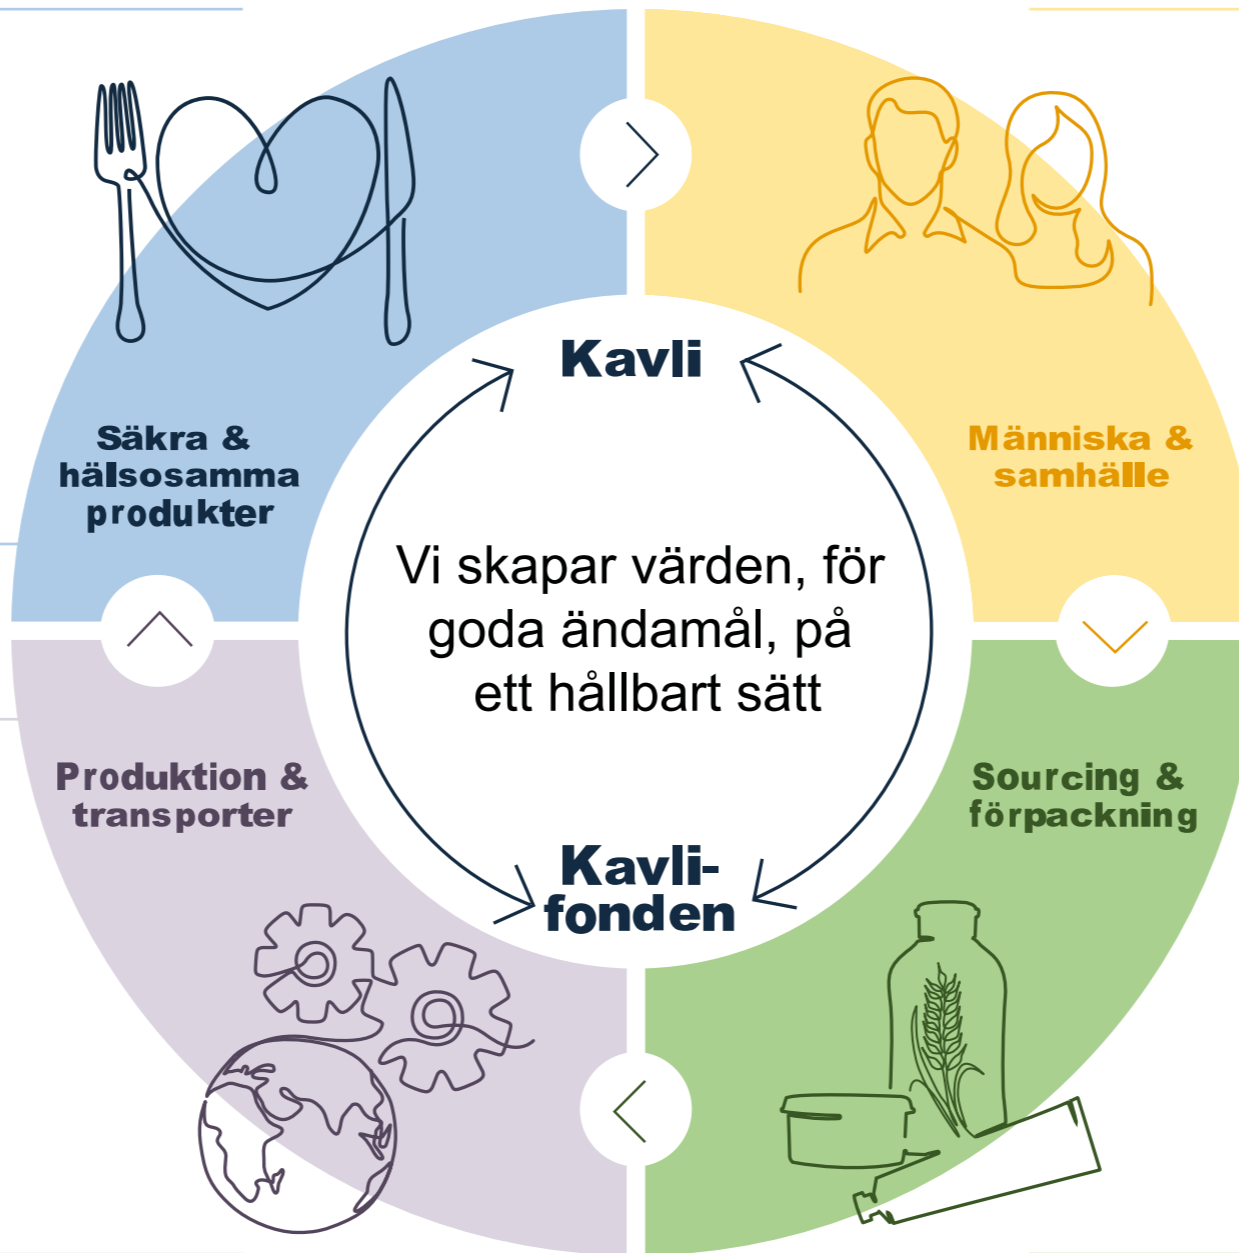 Kavli
Säkra &
hälsosamma
produkter
Människa &
samhälle
Vi skapar värden, för
goda ändamål, på
ett hållbart sätt
Produktion &
transporter
Sourcing &
förpackning
Kavli-
fonden